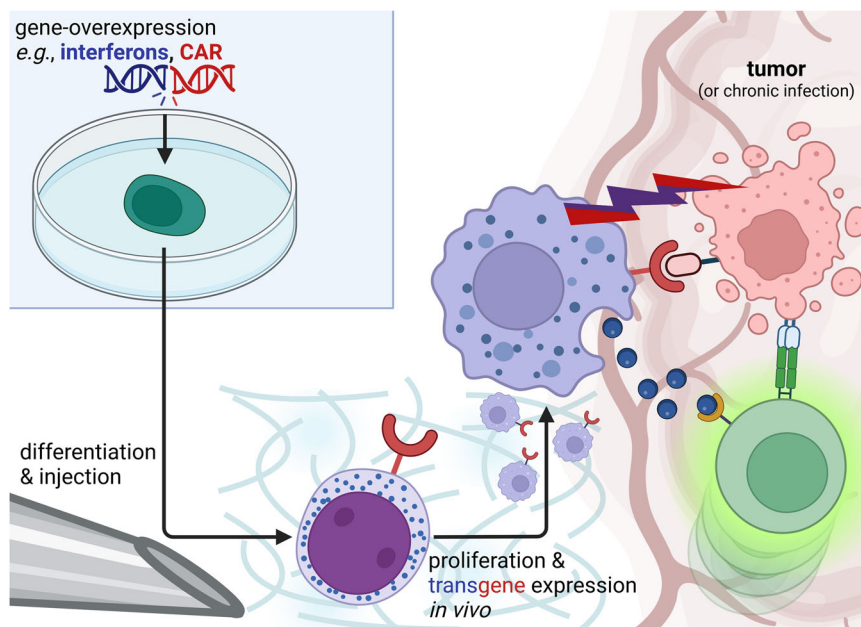 gene-overexpression
e.g., interferons, CAR
tumor
(or chronic infection)
differentiation
& injection
proliferation &
transgene expression
in vivo